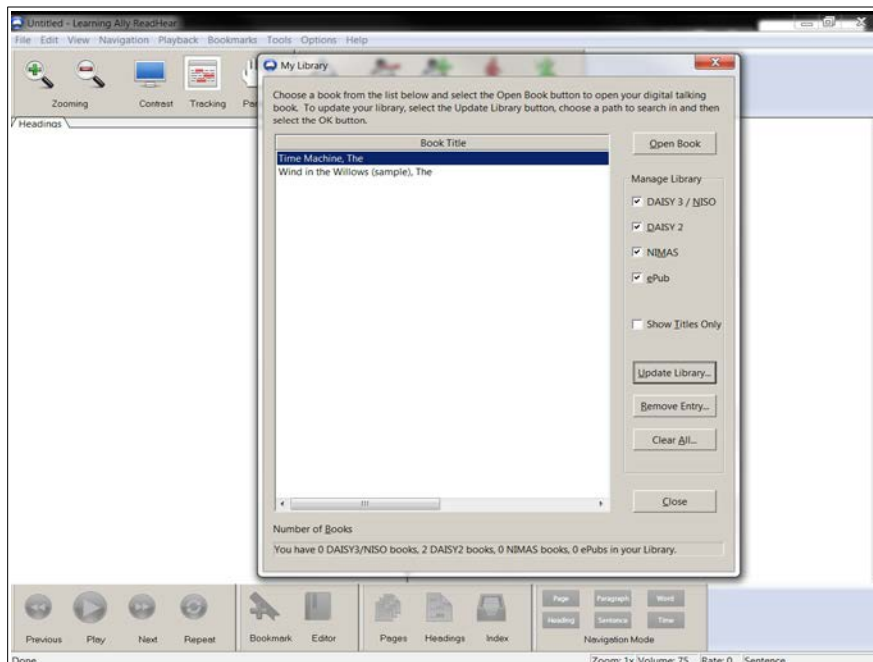 Untitled - Learning Ally ReadHear
File Edit View Navigation Playback Bookmarks Tools Options Help
Zooming Contrast Tracking
Headings
My Library
Choose a book from the list below and select the Open Book button to open your digital talking
book. To update your library, select the Update Library button, choose a path to search in and then
select the OK button.
Book Title
Time Machine, The
Wind in the Willows (sample), The
Open Book
Manage Library
DAISY 3 / NISO
DAISY 2
NIMAS
ePub
Show Titles Only
Update Library...
Remove Entry...
Clear All...
Close
Number of Books
You have 0 DAISY3/NISO books, 2 DAISY2 books, 0 NIMAS books, 0 ePubs in your Library.
Page Paragraph Word
Heading Sentence Time
Previous Play Next Repeat Bookmark Editor Pages Headings Index Navigation Mode
Done Zoom: 1x Volume: 75 Rate: 0 Sentence